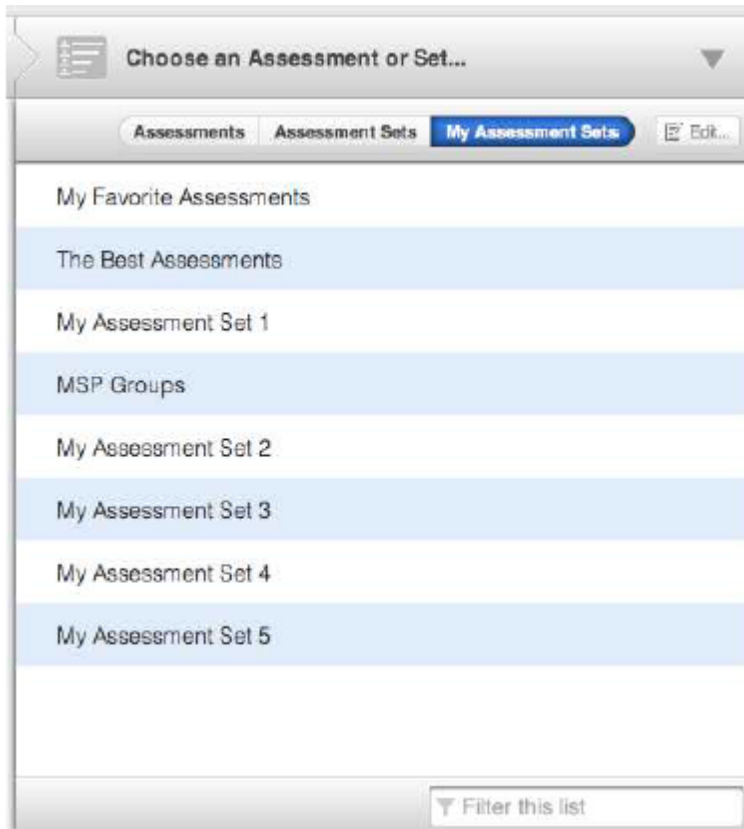 Choose an Assessment or Set...
Assessments Assessment Sets My Assessment Sets Edit...
My Favorite Assessments
The Best Assessments
My Assessment Set 1
MSP Groups
My Assessment Set 2
My Assessment Set 3
My Assessment Set 4
My Assessment Set 5
Filter this list